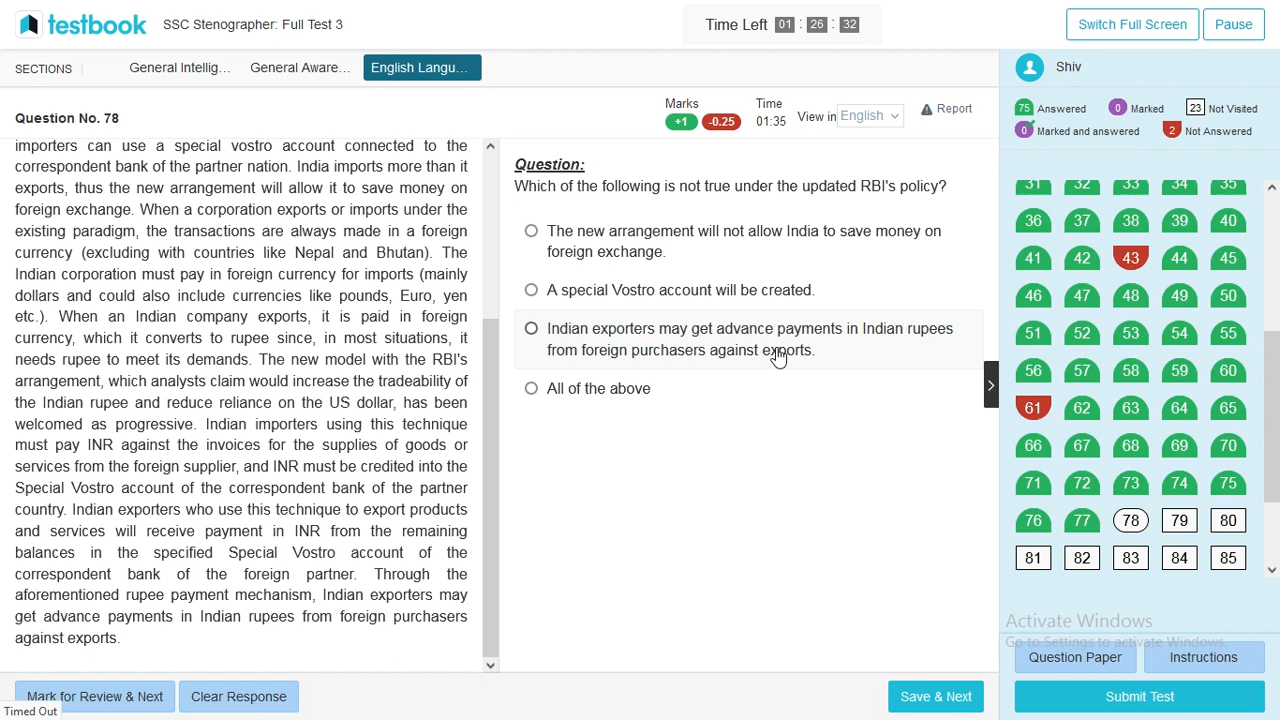 testbook SSC Stenographer: Full Test 3 Time Left 01 : 26 : 32 Switch Full Screen Pause
SECTIONS General Intellig... General Aware... English Langu... Shiv
Question No. 78 Marks +1 -0.25 Time 01:35 View in English Report
75 Answered 0 Marked 23 Not Visited
0 Marked and answered 2 Not Answered
importers can use a special vostro account connected to the
correspondent bank of the partner nation. India imports more than it
exports, thus the new arrangement will allow it to save money on
foreign exchange. When a corporation exports or imports under the
existing paradigm, the transactions are always made in a foreign
currency (excluding with countries like Nepal and Bhutan). The
Indian corporation must pay in foreign currency for imports (mainly
dollars and could also include currencies like pounds, Euro, yen
etc.). When an Indian company exports, it is paid in foreign
currency, which it converts to rupee since, in most situations, it
needs rupee to meet its demands. The new model with the RBI's
arrangement, which analysts claim would increase the tradeability of
the Indian rupee and reduce reliance on the US dollar, has been
welcomed as progressive. Indian importers using this technique
must pay INR against the invoices for the supplies of goods or
services from the foreign supplier, and INR must be credited into the
Special Vostro account of the correspondent bank of the partner
country. Indian exporters who use this technique to export products
and services will receive payment in INR from the remaining
balances in the specified Special Vostro account of the
correspondent bank of the foreign partner. Through the
aforementioned rupee payment mechanism, Indian exporters may
get advance payments in Indian rupees from foreign purchasers
against exports.
Question:
Which of the following is not true under the updated RBI's policy?
The new arrangement will not allow India to save money on
foreign exchange.
A special Vostro account will be created.
Indian exporters may get advance payments in Indian rupees
from foreign purchasers against exports.
All of the above
31 32 33 34 35
36 37 38 39 40
41 42 43 44 45
46 47 48 49 50
51 52 53 54 55
56 57 58 59 60
61 62 63 64 65
66 67 68 69 70
71 72 73 74 75
76 77 78 79 80
81 82 83 84 85
Activate Windows
Go to Settings to activate Windows.
Question Paper Instructions
Mark for Review & Next Clear Response Save & Next Submit Test
Timed Out